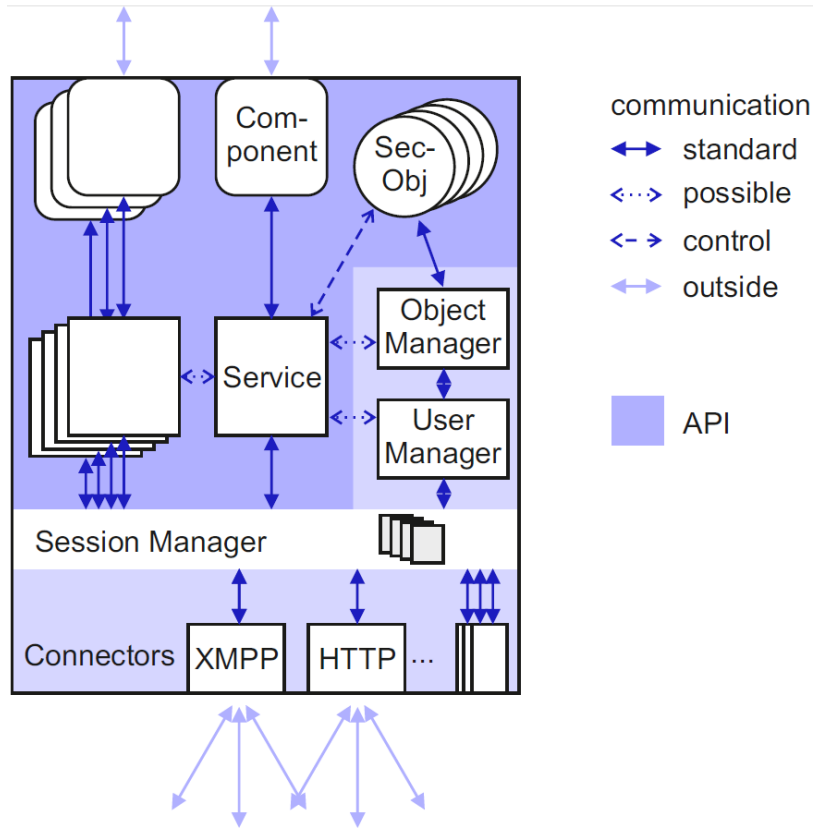 Com-
ponent
Sec-
Obj
Object
Manager
Service
User
Manager
Session Manager
Connectors
XMPP
HTTP
...
communication
standard
possible
control
outside
API